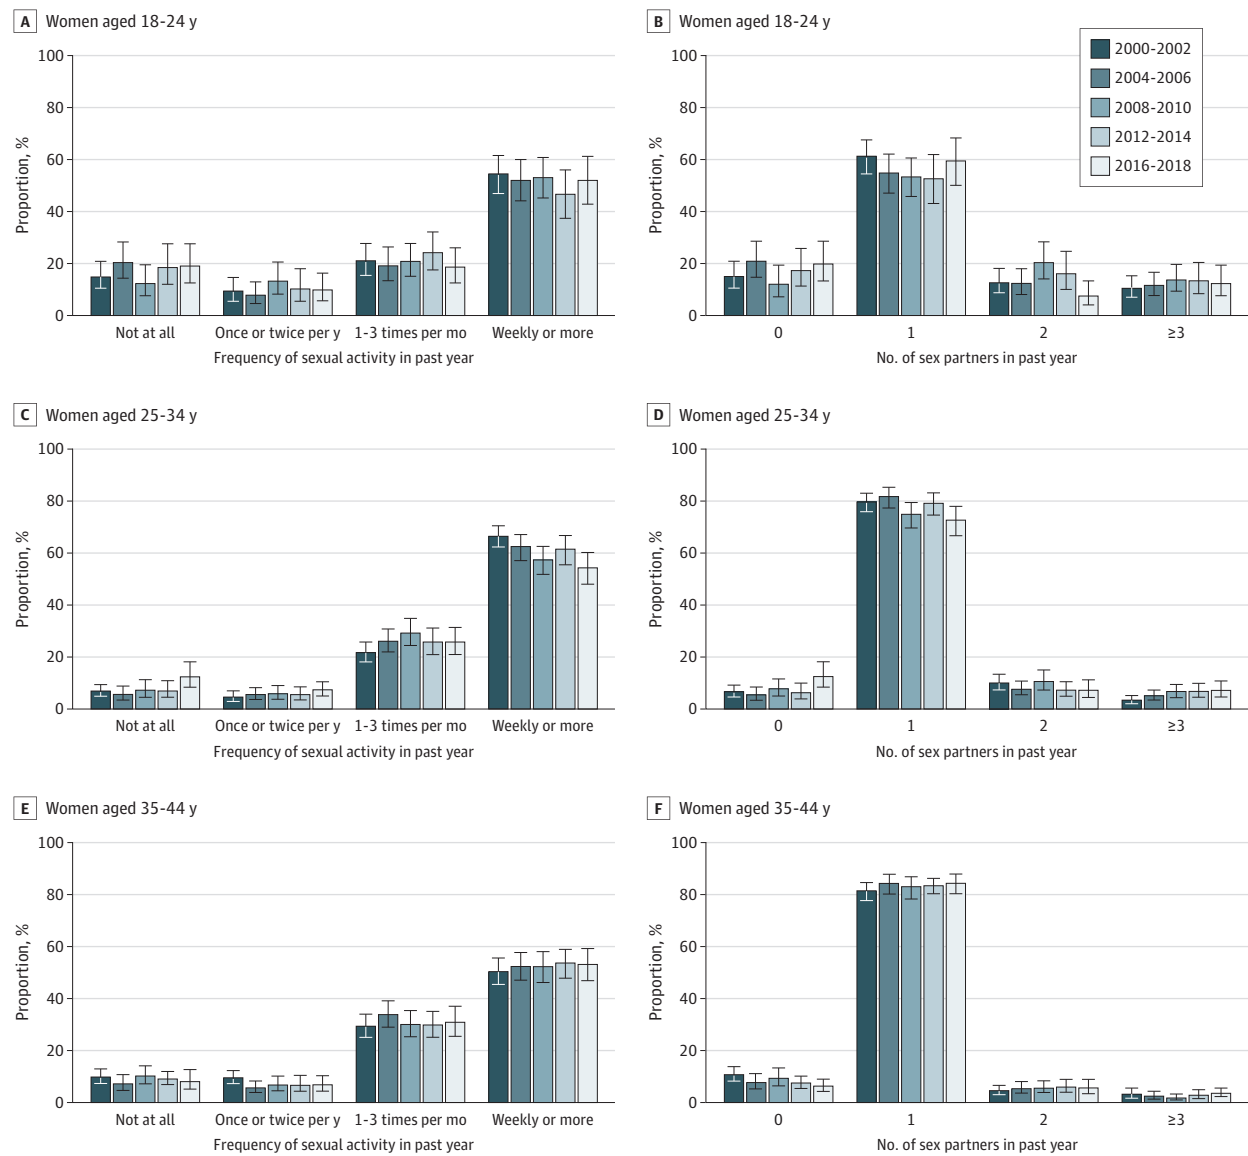 A Women aged 18-24 y
Proportion, %
100
80
60
40
20
0
Not at all Once or twice per y 1-3 times per mo Weekly or more
Frequency of sexual activity in past year
B Women aged 18-24 y
Proportion, %
100
80
60
40
20
0
0 1 2 ≥3
No. of sex partners in past year
2000-2002
2004-2006
2008-2010
2012-2014
2016-2018
C Women aged 25-34 y
Proportion, %
100
80
60
40
20
0
Not at all Once or twice per y 1-3 times per mo Weekly or more
Frequency of sexual activity in past year
D Women aged 25-34 y
Proportion, %
100
80
60
40
20
0
0 1 2 ≥3
No. of sex partners in past year
E Women aged 35-44 y
Proportion, %
100
80
60
40
20
0
Not at all Once or twice per y 1-3 times per mo Weekly or more
Frequency of sexual activity in past year
F Women aged 35-44 y
Proportion, %
100
80
60
40
20
0
0 1 2 ≥3
No. of sex partners in past year